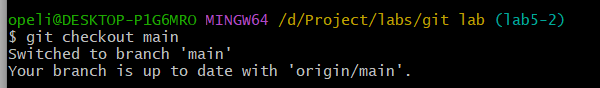 opeli@DESKTOP-P1G6MRO MINGW64 /d/Project/labs/git lab (lab5-2)
$ git checkout main
Switched to branch 'main'
Your branch is up to date with 'origin/main'.